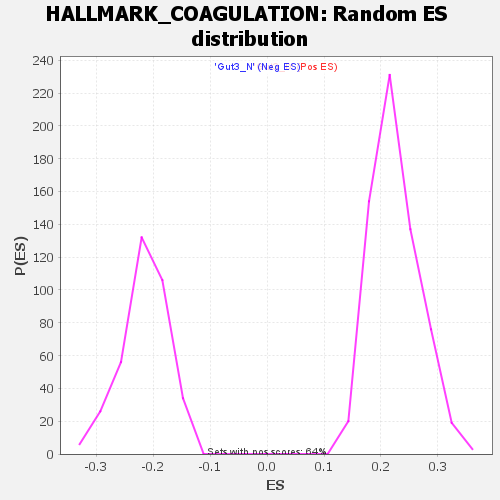 HALLMARK_COAGULATION: Random ES
distribution
'Gut3_N' (Neg ES)Pos ES)
240
220
200
180
160
140
120
100
80
60
40
20
0
P(ES)
Sets with pos scores: 64%
-0.3 -0.2 -0.1 0.0 0.1 0.2 0.3
ES